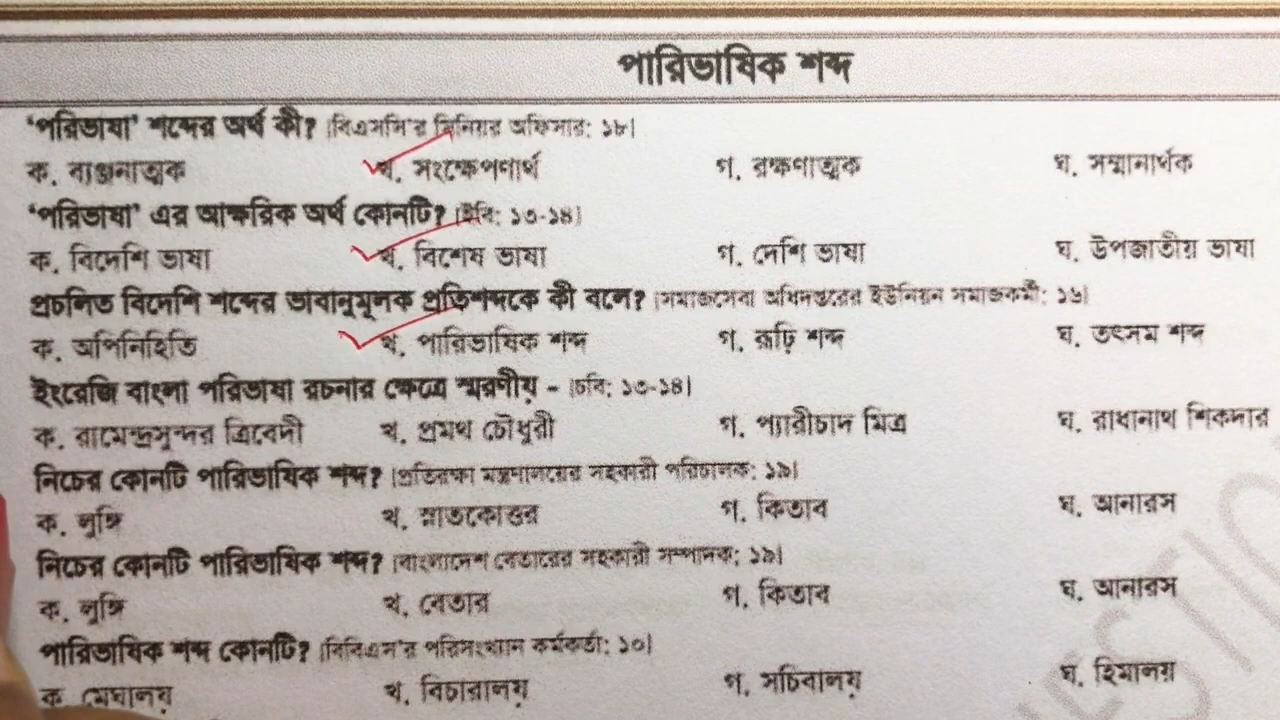 পারিভাষিক শব্দ
‘পরিভাষা’ শব্দের অর্থ কী? [বিএসসি'র সিনিয়র অফিসার: ১৮]
ক. ব্যঞ্জনাত্মক খ. সংক্ষেপণার্থ গ. রক্ষণাত্মক ঘ. সম্মানার্থক
‘পরিভাষা’ এর আক্ষরিক অর্থ কোনটি? [ইবি: ১৩-১৪]
ক. বিদেশি ভাষা খ. বিশেষ ভাষা গ. দেশি ভাষা ঘ. উপজাতীয় ভাষা
প্রচলিত বিদেশি শব্দের ভাবানুমূলক প্রতিশব্দকে কী বলে? [সমাজসেবা অধিদপ্তরের ইউনিয়ন সমাজকর্মী: ১৬]
ক. অপিনিহিতি খ. পারিভাষিক শব্দ গ. রূঢ়ি শব্দ ঘ. তৎসম শব্দ
ইংরেজি বাংলা পরিভাষা রচনার ক্ষেত্রে স্মরণীয় - [চবি: ১৩-১৪]
ক. রামেন্দ্রসুন্দর ত্রিবেদী খ. প্রমথ চৌধুরী গ. প্যারীচাঁদ মিত্র ঘ. রাধানাথ শিকদার
নিচের কোনটি পারিভাষিক শব্দ? [প্রতিরক্ষা মন্ত্রণালয়ের সহকারী পরিচালক: ১৯]
ক. লুঙ্গি খ. স্নাতকোত্তর গ. কিতাব ঘ. আনারস
নিচের কোনটি পারিভাষিক শব্দ? [বাংলাদেশ বেতারের সহকারী সম্পাদক: ১৯]
ক. লুঙ্গি খ. বেতার গ. কিতাব ঘ. আনারস
পারিভাষিক শব্দ কোনটি? [বিবিএস'র পরিসংখ্যান কর্মকর্তা: ১০]
ক. মেঘালয় খ. বিচারালয় গ. সচিবালয় ঘ. হিমালয়